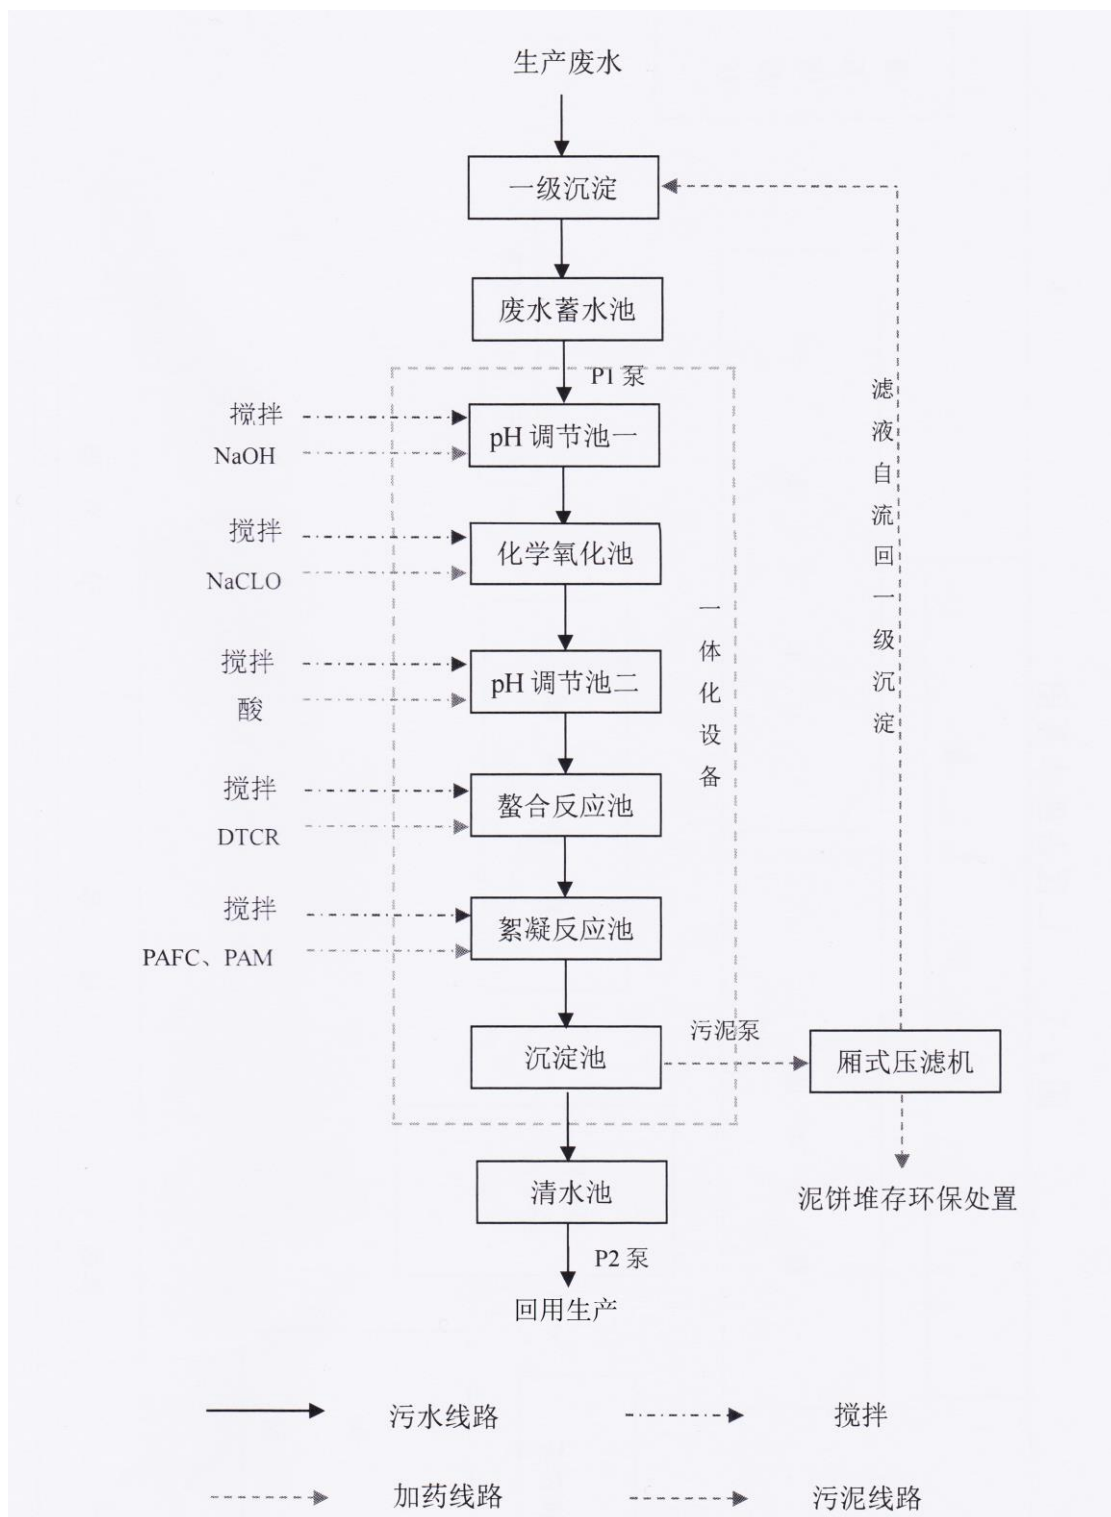 生产废水
一级沉淀
废水蓄水池
P1 泵
搅拌
NaOH
pH 调节池一
搅拌
NaCLO
化学氧化池
搅拌
酸
pH 调节池二
搅拌
DTCR
螯合反应池
搅拌
PAFC、PAM
絮凝反应池
沉淀池
一体化设备
污泥泵
厢式压滤机
滤液自流回一级沉淀
泥饼堆存环保处置
清水池
P2 泵
回用生产
污水线路
搅拌
加药线路
污泥线路